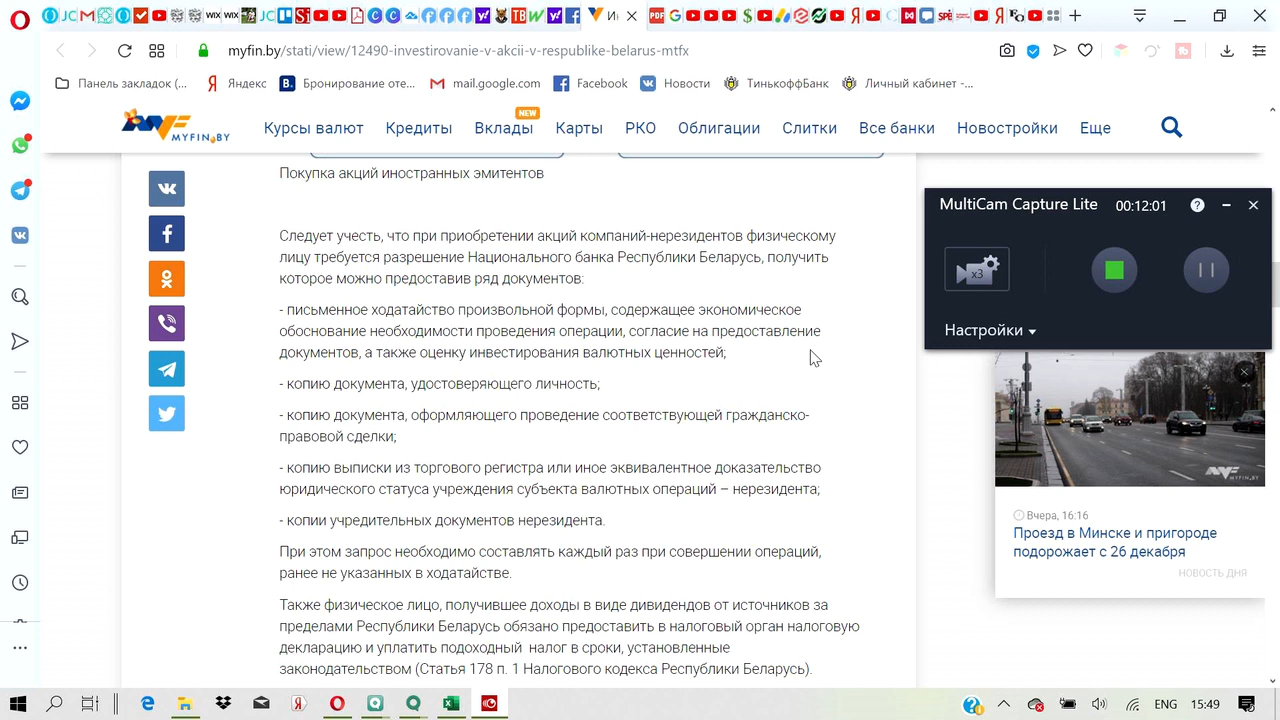 myfin.by/stati/view/12490-investirovanie-v-akcii-v-respublike-belarus-mtfx
Панель закладок (...
Яндекс
Бронирование оте...
mail.google.com
Facebook
Новости
ТинькоффБанк
Личный кабинет -...
NEW
MYFIN.BY
Курсы валют
Кредиты
Вклады
Карты
РКО
Облигации
Слитки
Все банки
Новостройки
Еще
Покупка акций иностранных эмитентов
Следует учесть, что при приобретении акций компаний-нерезидентов физическому
лицу требуется разрешение Национального банка Республики Беларусь, получить
которое можно предоставив ряд документов:
- письменное ходатайство произвольной формы, содержащее экономическое
обоснование необходимости проведения операции, согласие на предоставление
документов, а также оценку инвестирования валютных ценностей;
- копию документа, удостоверяющего личность;
- копию документа, оформляющего проведение соответствующей гражданско-
правовой сделки;
- копию выписки из торгового регистра или иное эквивалентное доказательство
юридического статуса учреждения субъекта валютных операций – нерезидента;
- копии учредительных документов нерезидента.
При этом запрос необходимо составлять каждый раз при совершении операций,
ранее не указанных в ходатайстве.
Также физическое лицо, получившее доходы в виде дивидендов от источников за
пределами Республики Беларусь обязано предоставить в налоговый орган налоговую
декларацию и уплатить подоходный налог в сроки, установленные
законодательством (Статья 178 п. 1 Налогового кодекса Республики Беларусь).
MultiCam Capture Lite
00:12:01
x3
Настройки
MYFIN.BY
Вчера, 16:16
Проезд в Минске и пригороде
подорожает с 26 декабря
НОВОСТЬ ДНЯ
ENG
15:49